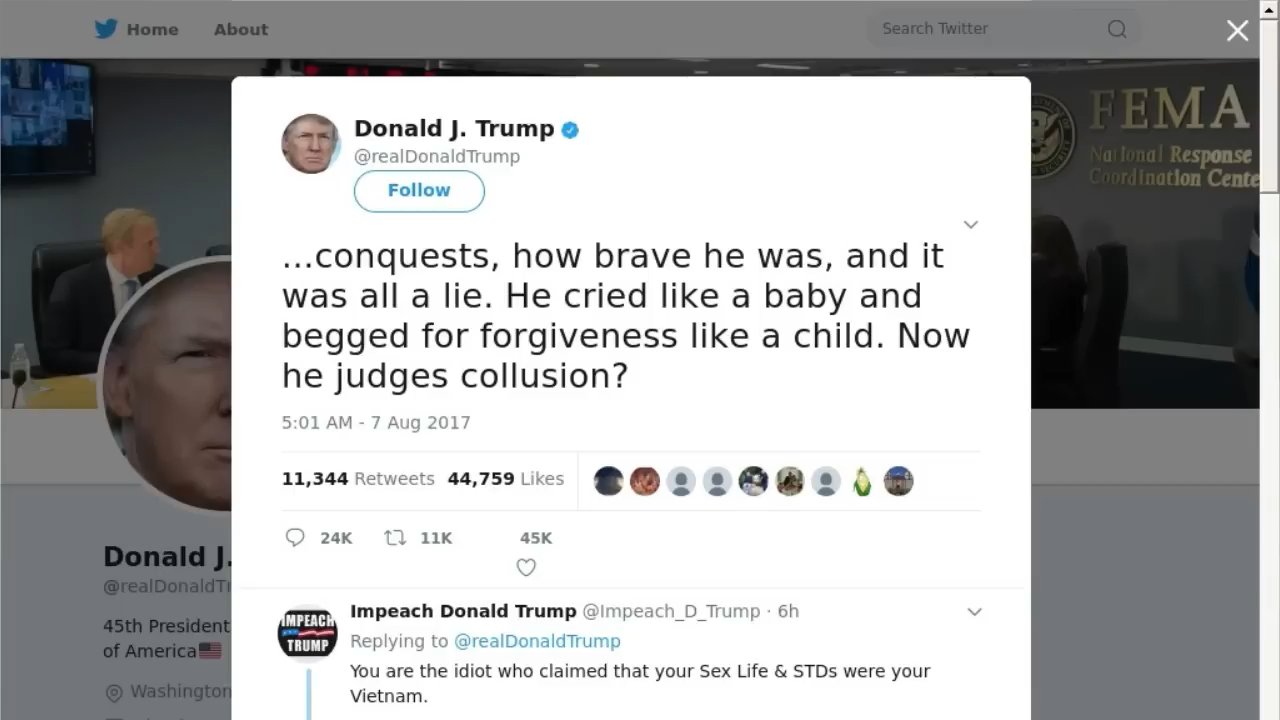 Home About Search Twitter
FEMA
National Response
Coordination Cente
Donald J. Trump
@realDonaldTrump
Follow
...conquests, how brave he was, and it
was all a lie. He cried like a baby and
begged for forgiveness like a child. Now
he judges collusion?
5:01 AM - 7 Aug 2017
11,344 Retweets 44,759 Likes
24K 11K 45K
Donald J.
@realDonaldTr
45th President
of America
Washington
IMPEACH
TRUMP
Impeach Donald Trump @Impeach_D_Trump · 6h
Replying to @realDonaldTrump
You are the idiot who claimed that your Sex Life & STDs were your
Vietnam.